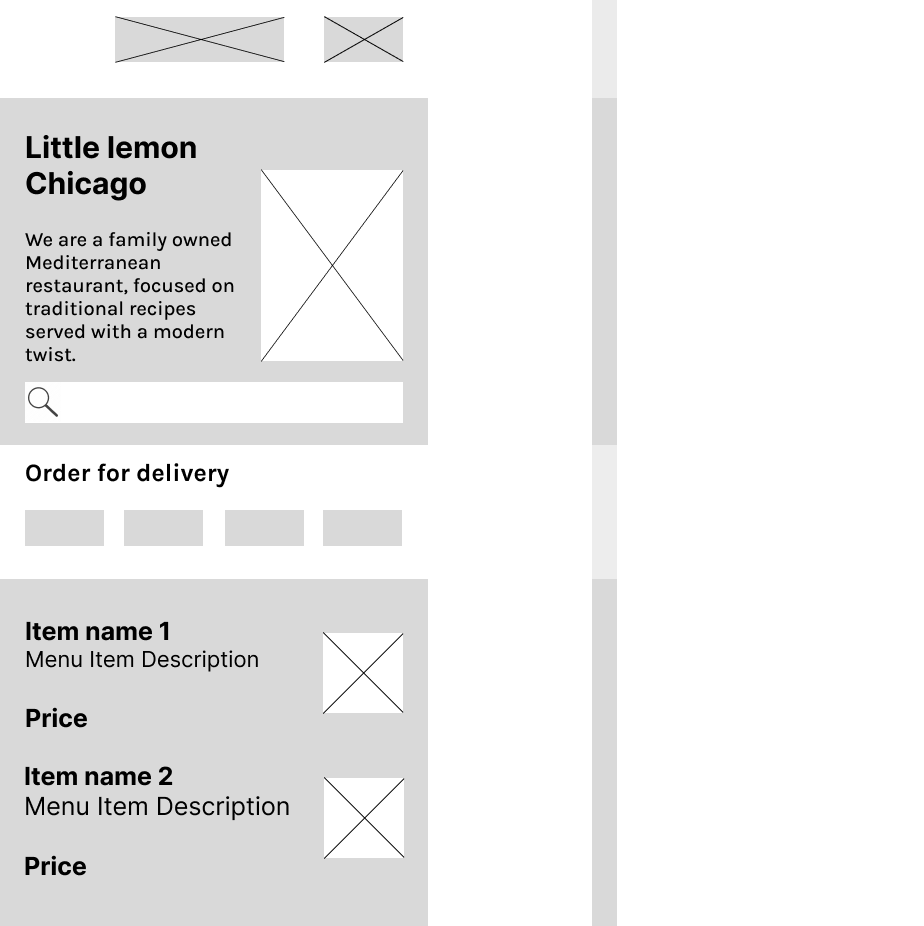 Little lemon
Chicago
We are a family owned
Mediterranean
restaurant, focused on
traditional recipes
served with a modern
twist.
Order for delivery
Item name 1
Menu Item Description
Price
Item name 2
Menu Item Description
Price